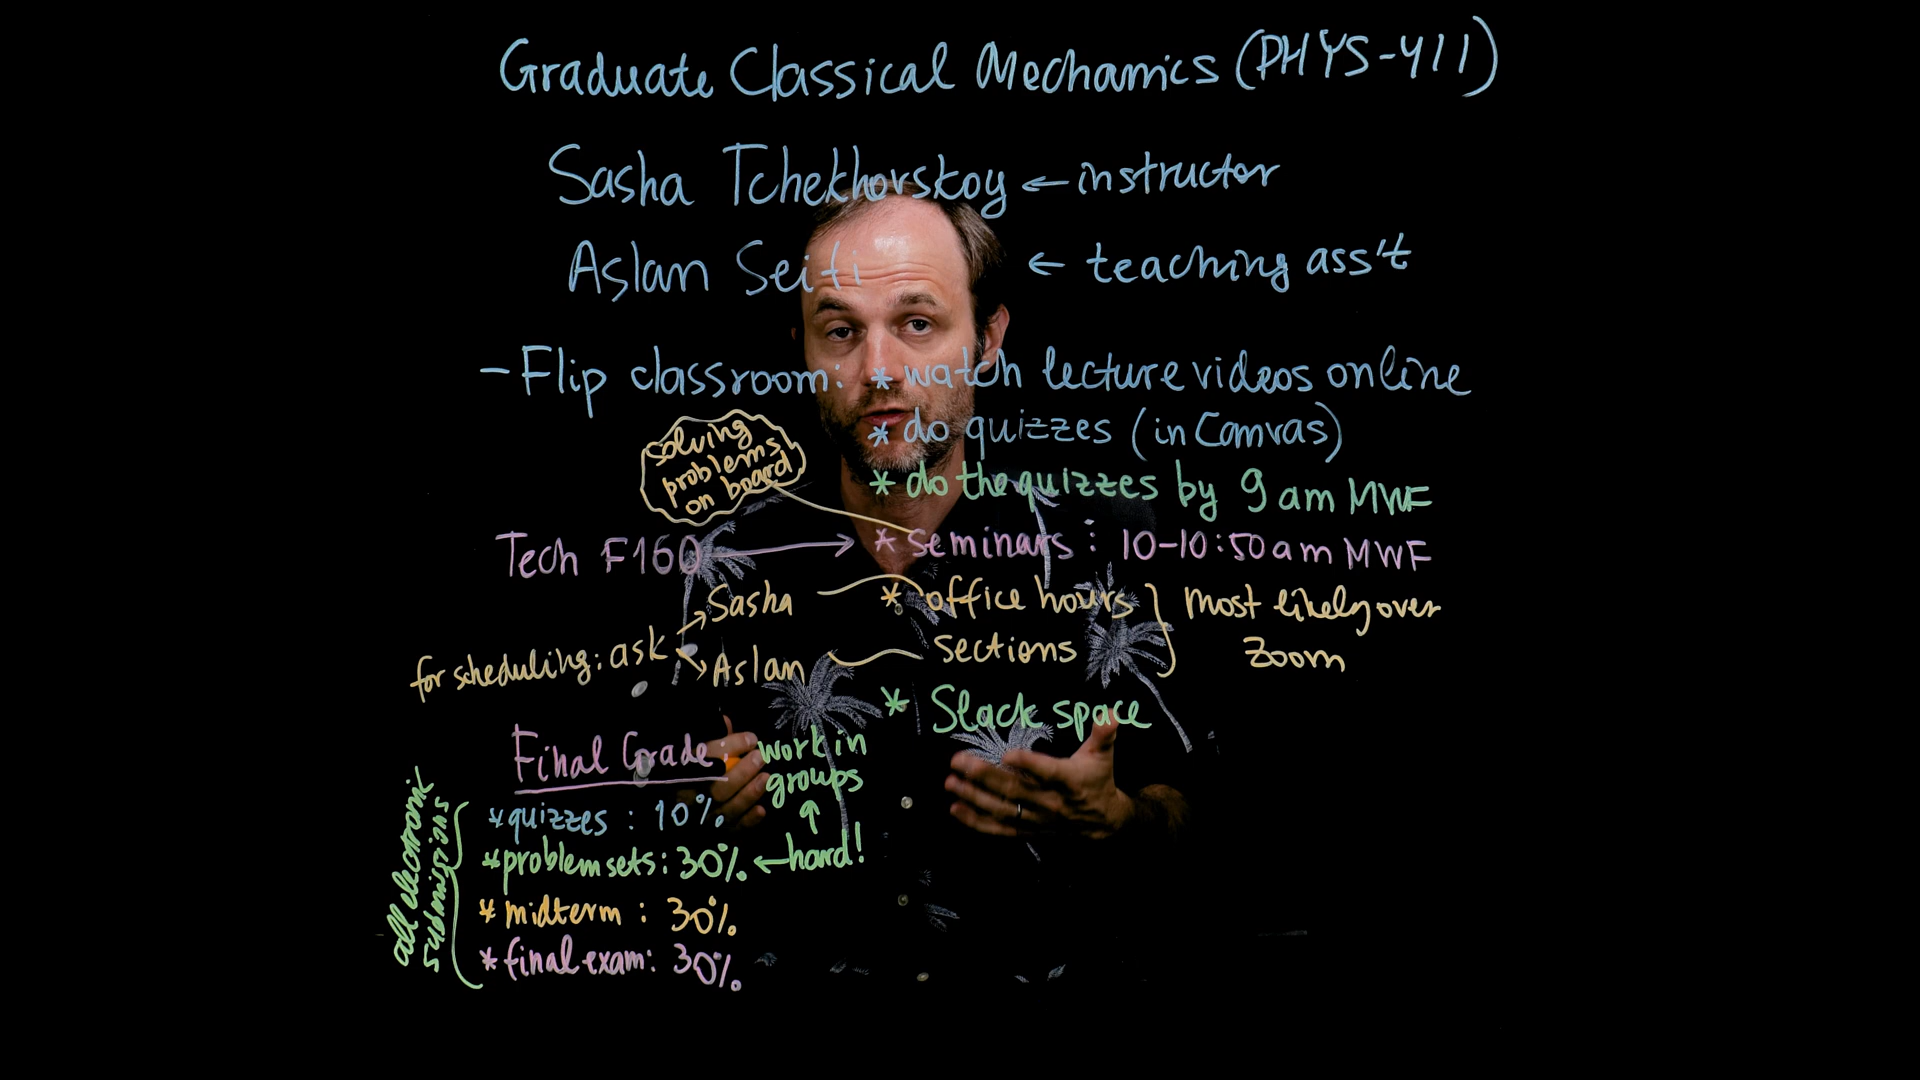 Graduate Classical Mechanics (PHYS-411)
Sasha Tchekhovskoy ← instructor
Aslan Seifi ← teaching ass't
- Flip classroom: * watch lecture videos online
* do quizzes (in Canvas)
* do the quizzes by 9 am MWF
solving
problems
on board
Tech F160 → * seminars : 10-10:50 am MWF
for scheduling: ask
Sasha
Aslan
* office hours
sections
most likely over
Zoom
* Slack space
Final Grade:
* quizzes : 10%
* problem sets: 30% ← hard!
↑
work in
groups
* midterm : 30%
* final exam: 30%
all electronic
submissions